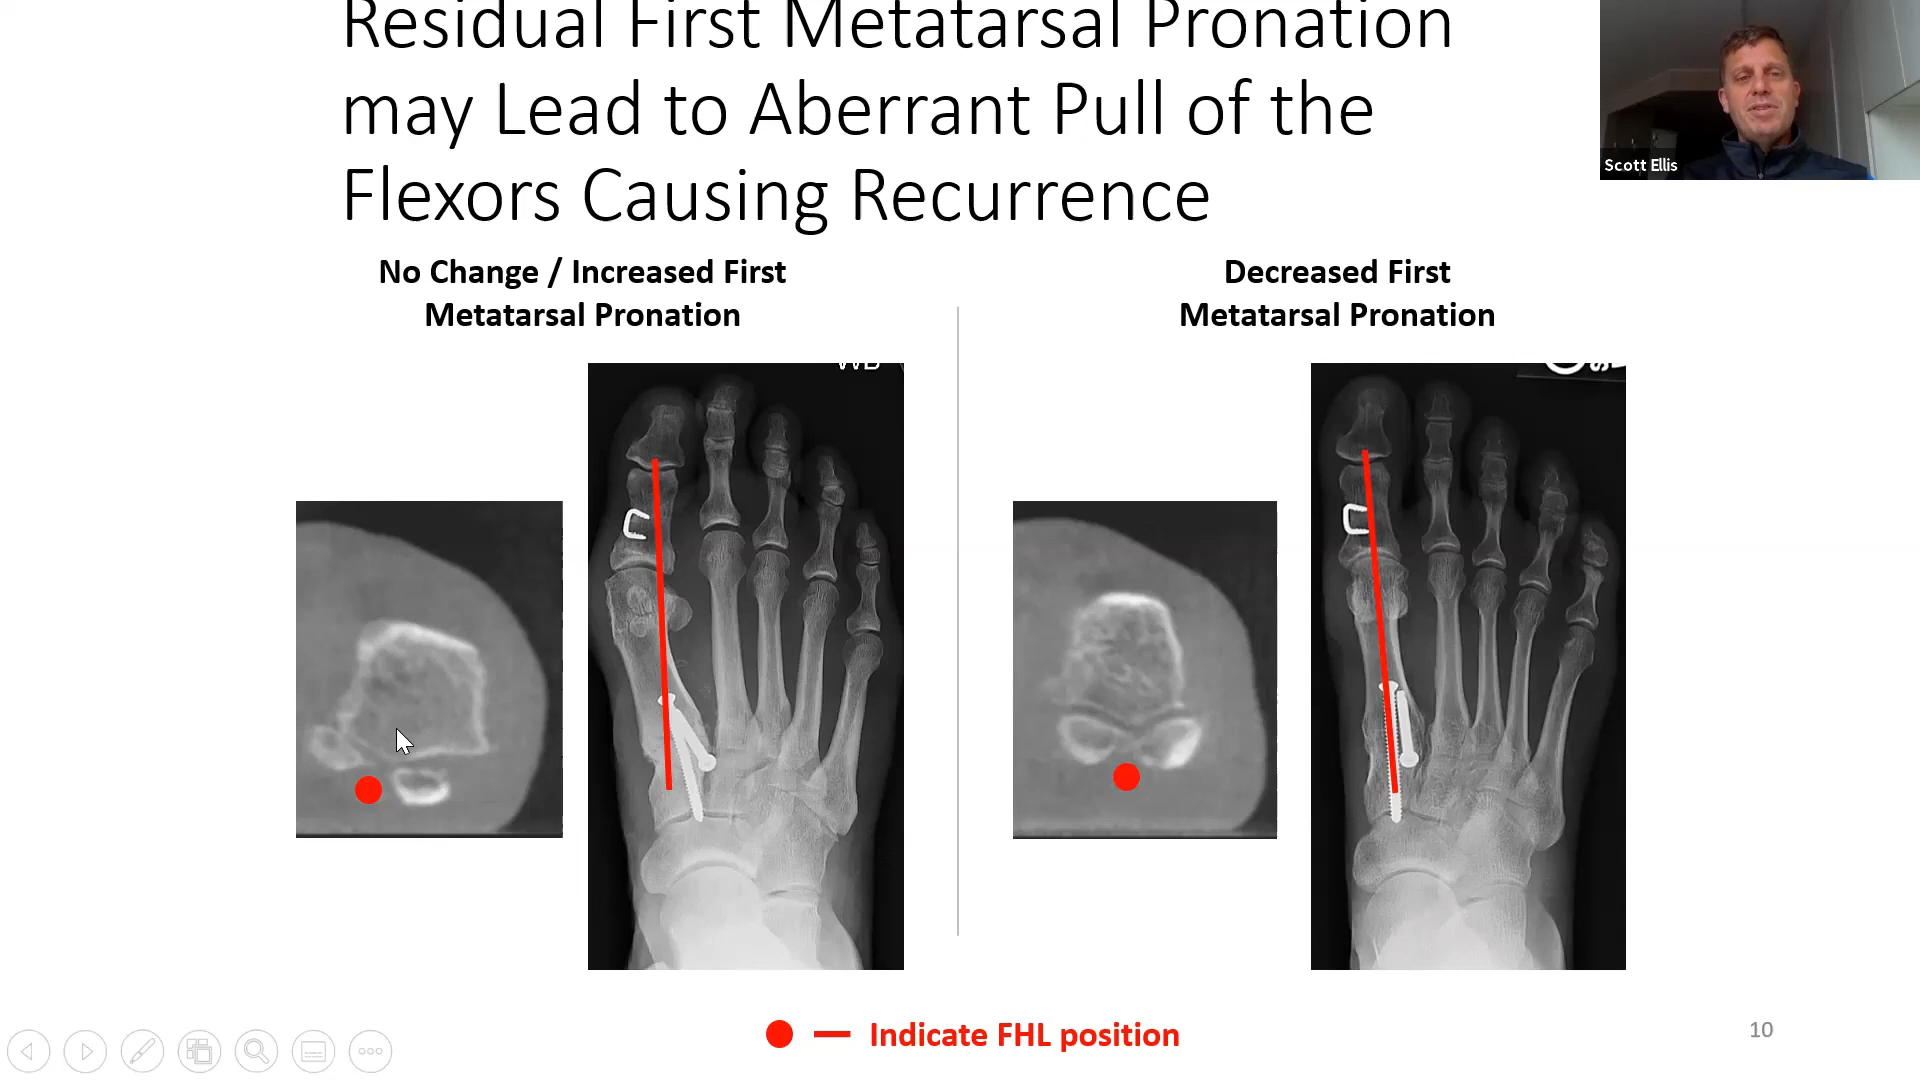 Residual First Metatarsal Pronation
may Lead to Aberrant Pull of the
Flexors Causing Recurrence
Scott Ellis
No Change / Increased First
Metatarsal Pronation
Decreased First
Metatarsal Pronation
WB
Indicate FHL position
10